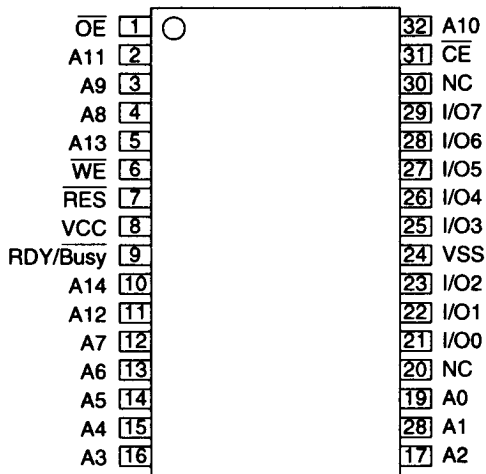 OE 1 32 A10
A11 2 31 CE
A9 3 30 NC
A8 4 29 I/O7
A13 5 28 I/O6
WE 6 27 I/O5
RES 7 26 I/O4
VCC 8 25 I/O3
RDY/Busy 9 24 VSS
A14 10 23 I/O2
A12 11 22 I/O1
A7 12 21 I/O0
A6 13 20 NC
A5 14 19 A0
A4 15 28 A1
A3 16 17 A2